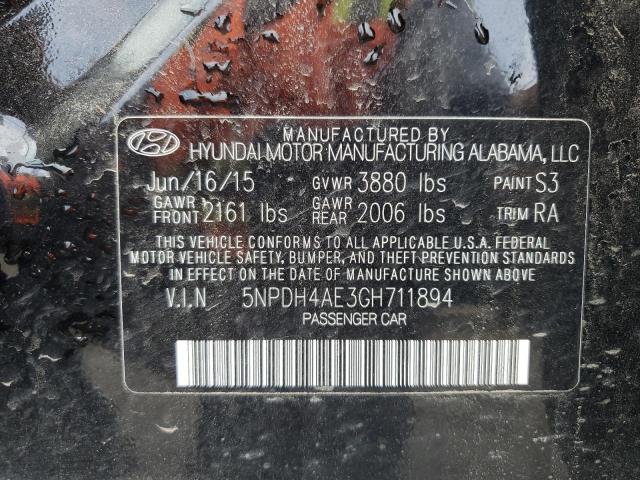 MANUFACTURED BY
HYUNDAI MOTOR MANUFACTURING ALABAMA, LLC
Jun/16/15 GVWR 3880 lbs PAINT S3
GAWR FRONT 2161 lbs GAWR REAR 2006 lbs TRIM RA
THIS VEHICLE CONFORMS TO ALL APPLICABLE U.S.A. FEDERAL
MOTOR VEHICLE SAFETY, BUMPER, AND THEFT PREVENTION STANDARDS
IN EFFECT ON THE DATE OF MANUFACTURE SHOWN ABOVE.
V.I.N 5NPDH4AE3GH711894
PASSENGER CAR